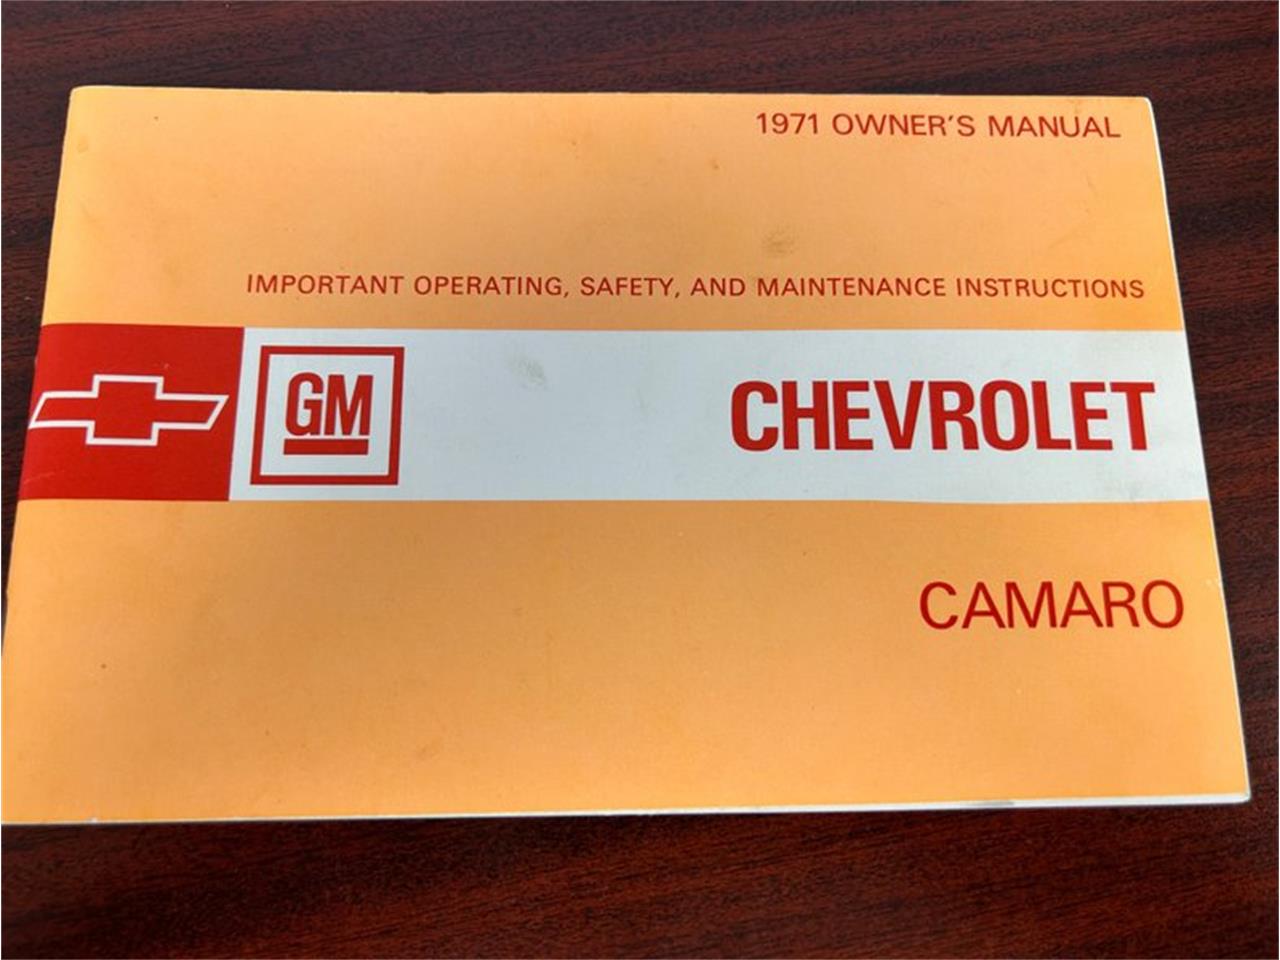 1971 OWNER'S MANUAL
IMPORTANT OPERATING, SAFETY, AND MAINTENANCE INSTRUCTIONS
GM
CHEVROLET
CAMARO